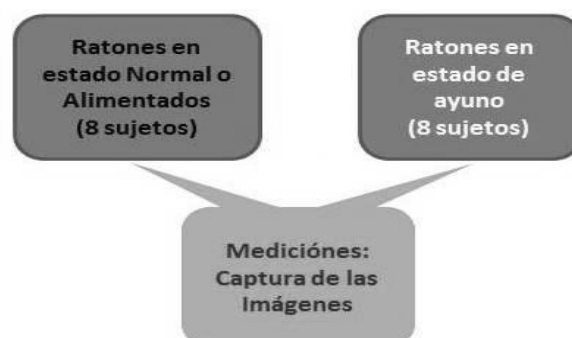 Ratones en
estado Normal o
Alimentados
(8 sujetos)
Ratones en
estado de
ayuno
(8 sujetos)
Mediciónes:
Captura de las
Imágenes